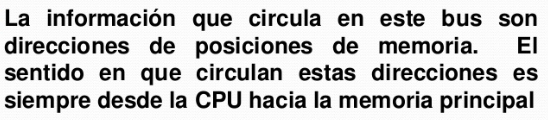 La información que circula en este bus son
direcciones de posiciones de memoria. El
sentido en que circulan estas direcciones es
siempre desde la CPU hacia la memoria principal